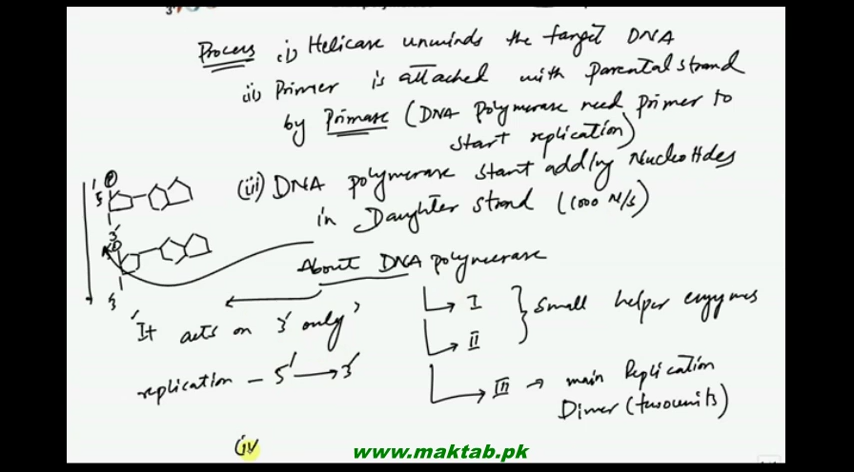 Process (i) Helicase unwinds the target DNA
(ii) Primer is attached with Parental strand
by Primase (DNA Polymerase need Primer to
start replication)
(iii) DNA polymerase start adding Nucleotides
in Daughter strand (1000 N/s)
5'
P
3'
P
3'
About DNA polymerase
→ I
→ II
} Small helper enzymes
'It acts on 3' only'
replication - 5' → 3'
→ III → main Replication
Dimer (two units)
(iv
www.maktab.pk